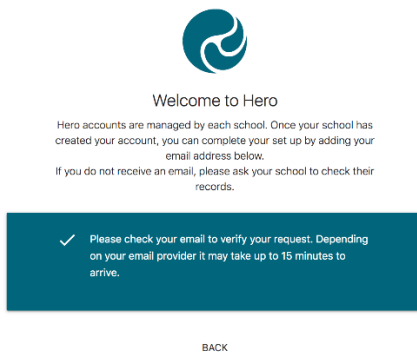 Welcome to Hero
Hero accounts are managed by each school. Once your school has
created your account, you can complete your set up by adding your
email address below.
If you do not receive an email, please ask your school to check their
records.
Please check your email to verify your request. Depending
on your email provider it may take up to 15 minutes to
arrive.
BACK